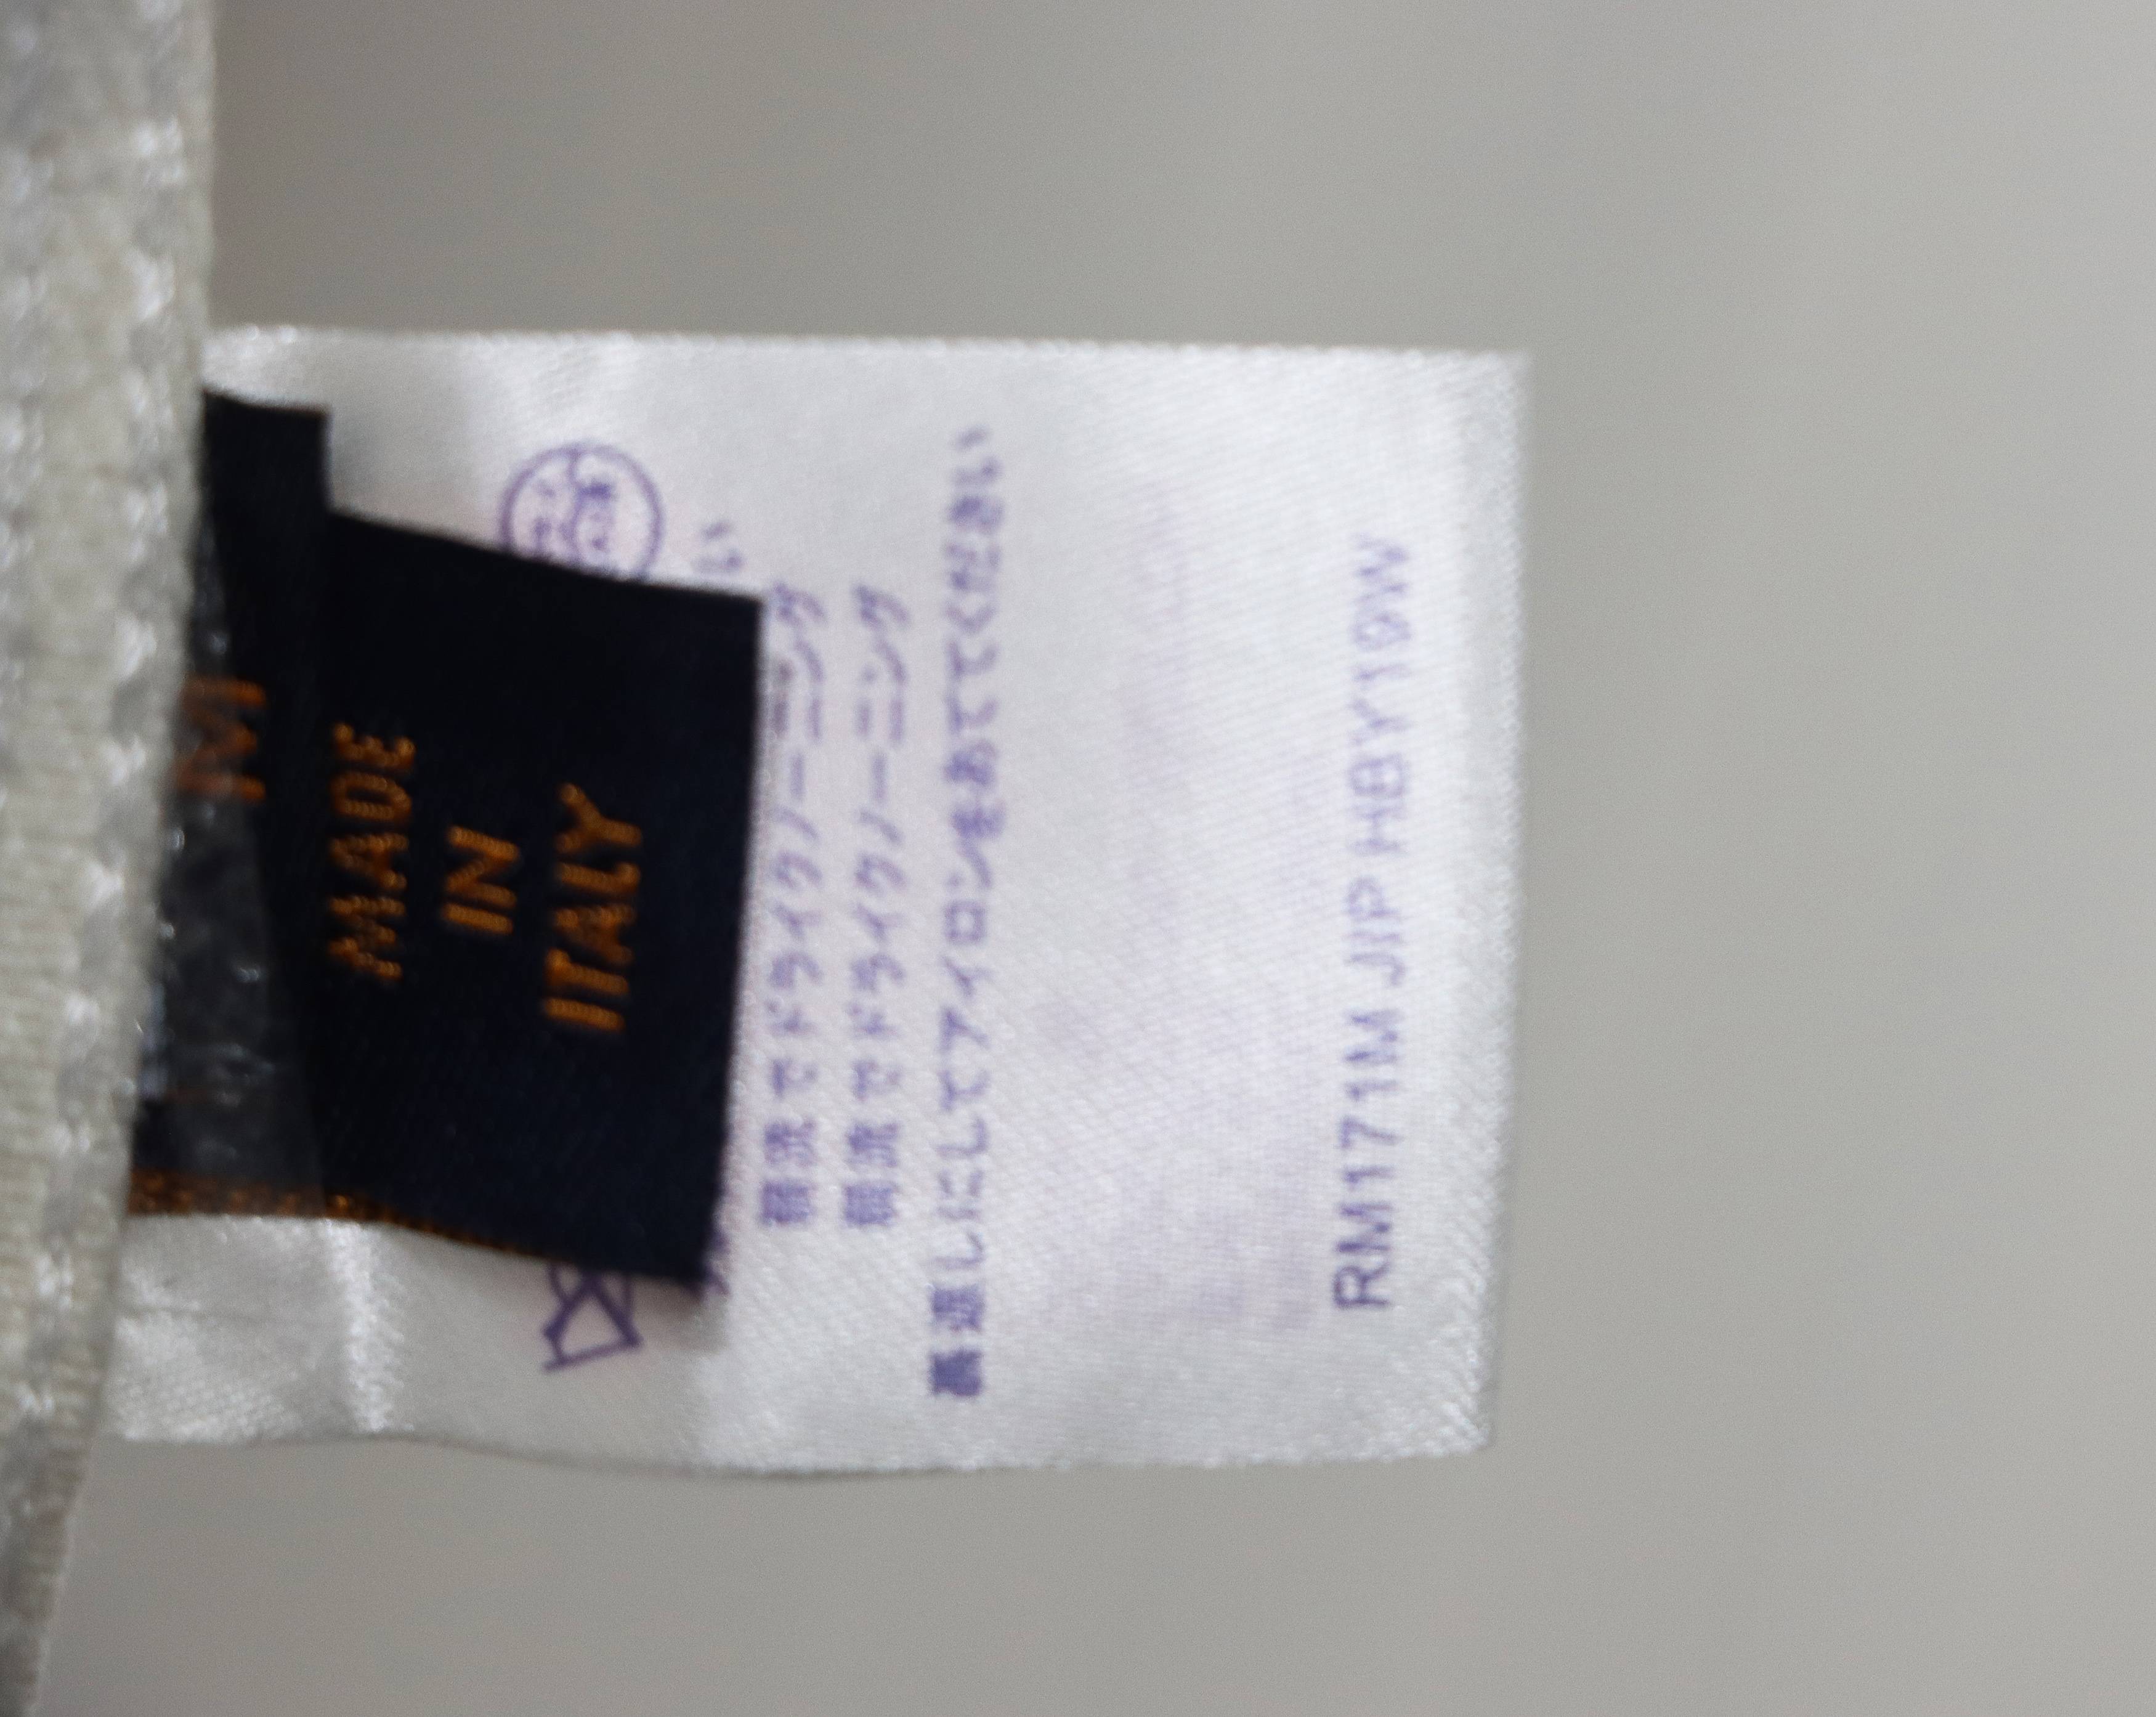 M
MADE
IN
ITALY
い
弱流でドライクリーニング
弱流でドライクリーニング
裏返しにしてアイロンをあててください
RM171M JIP HBY19W